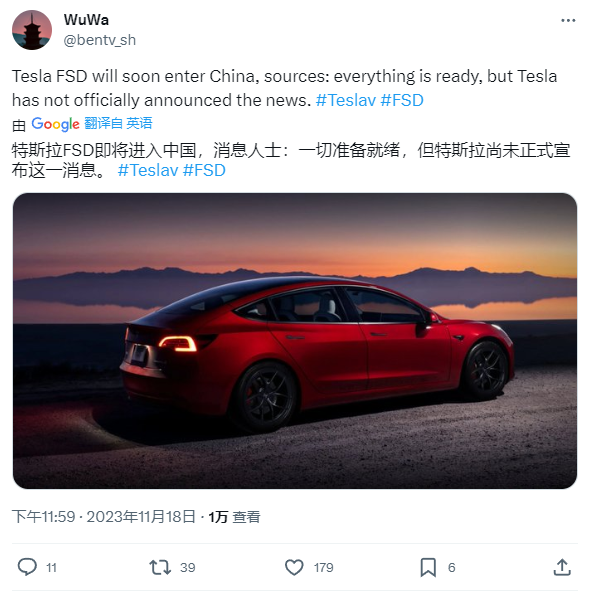 WuWa
@bentv_sh
Tesla FSD will soon enter China, sources: everything is ready, but Tesla
has not officially announced the news. #Teslav #FSD
由 Google 翻译自 英语
特斯拉FSD即将进入中国，消息人士：一切准备就绪，但特斯拉尚未正式宣
布这一消息。 #Teslav #FSD
下午11:59 · 2023年11月18日 · 1万 查看
11 39 179 6